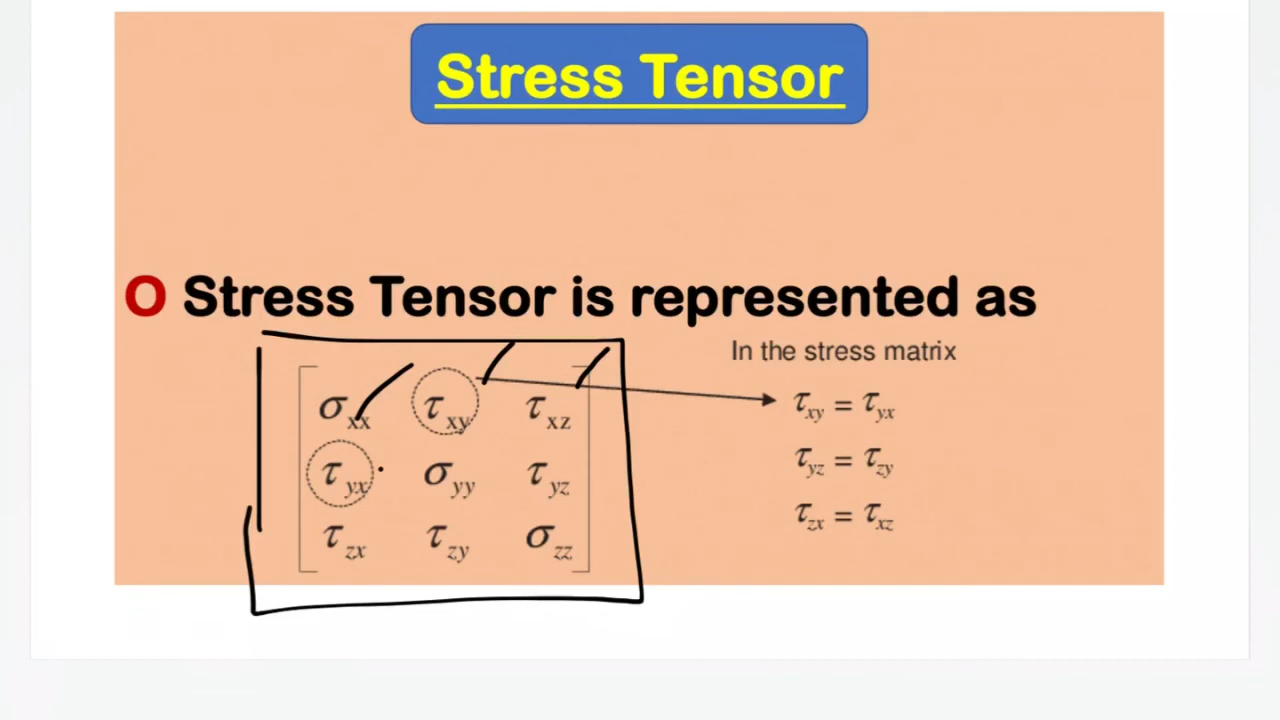 Stress Tensor
O Stress Tensor is represented as
In the stress matrix
σxx τxy τxz
τxy = τyx
τyx σyy τyz
τyz = τzy
τzx τzy σzz
τzx = τxz